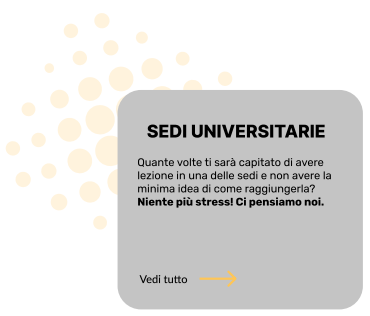 SEDI UNIVERSITARIE
Quante volte ti sarà capitato di avere
lezione in una delle sedi e non avere la
minima idea di come raggiungerla?
Niente più stress! Ci pensiamo noi.
Vedi tutto